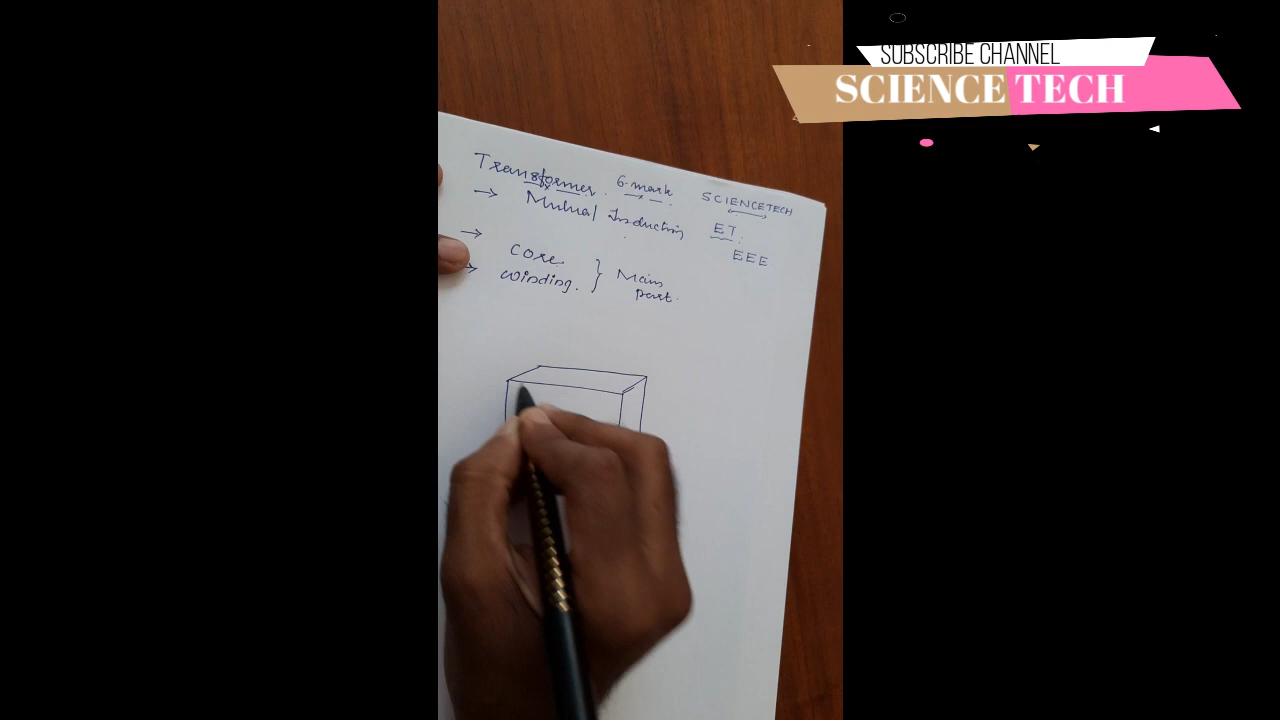 SUBSCRIBE CHANNEL
SCIENCE TECH
Transformer. 6-mark
SCIENCETECH
→ Mutual Induction
ET:
EEE
→
Core
→ Winding. } Main
part.